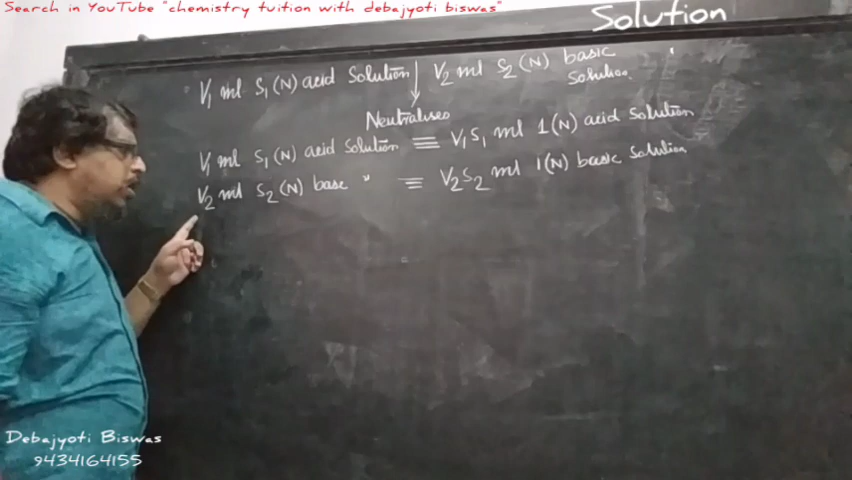 Search in YouTube "chemistry tuition with debajyoti biswas"
Solution
V₁ ml S₁(N) acid Solution V₂ ml S₂(N) basic
Solution
Neutralises
V₁ ml S₁(N) acid Solution ≡ V₁S₁ ml 1(N) acid Solution
V₂ ml S₂(N) base " ≡ V₂S₂ ml 1(N) basic Solution
Debajyoti Biswas
9434164155